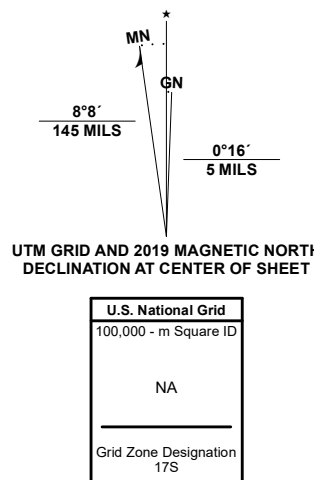 MN
GN
8°8´
145 MILS
0°16´
5 MILS
UTM GRID AND 2019 MAGNETIC NORTH
DECLINATION AT CENTER OF SHEET
U.S. National Grid
100,000 - m Square ID
NA
Grid Zone Designation
17S